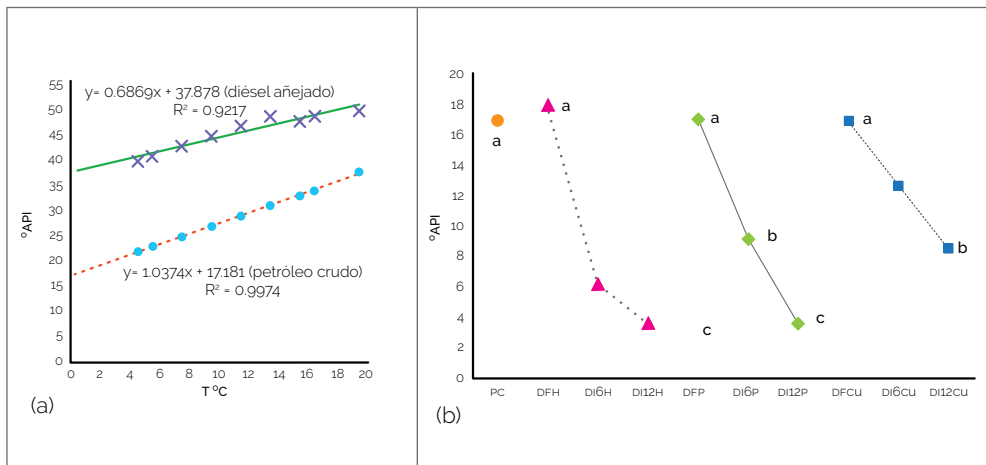 55
50
45
40
35
30
25
20
15
10
5
0
y= 0.6869x + 37.878 (diésel añejado)
R² = 0.9217
y= 1.0374x + 17.181 (petróleo crudo)
R² = 0.9974
°API
0 2 4 6 8 10 12 14 16 18 20
T °C
(a)
20
18
16
14
12
10
8
6
4
2
0
°API
a
a
a
b
c
c
a
b
PC DFH DI6H DI12H DFP DI6P DI12P DFCu DI6Cu DI12Cu
(b)